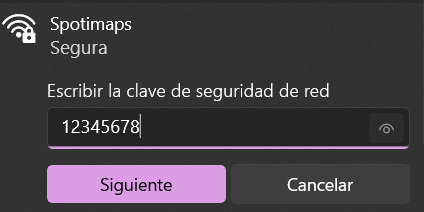 Spotimaps
Segura
Escribir la clave de seguridad de red
12345678
Siguiente
Cancelar